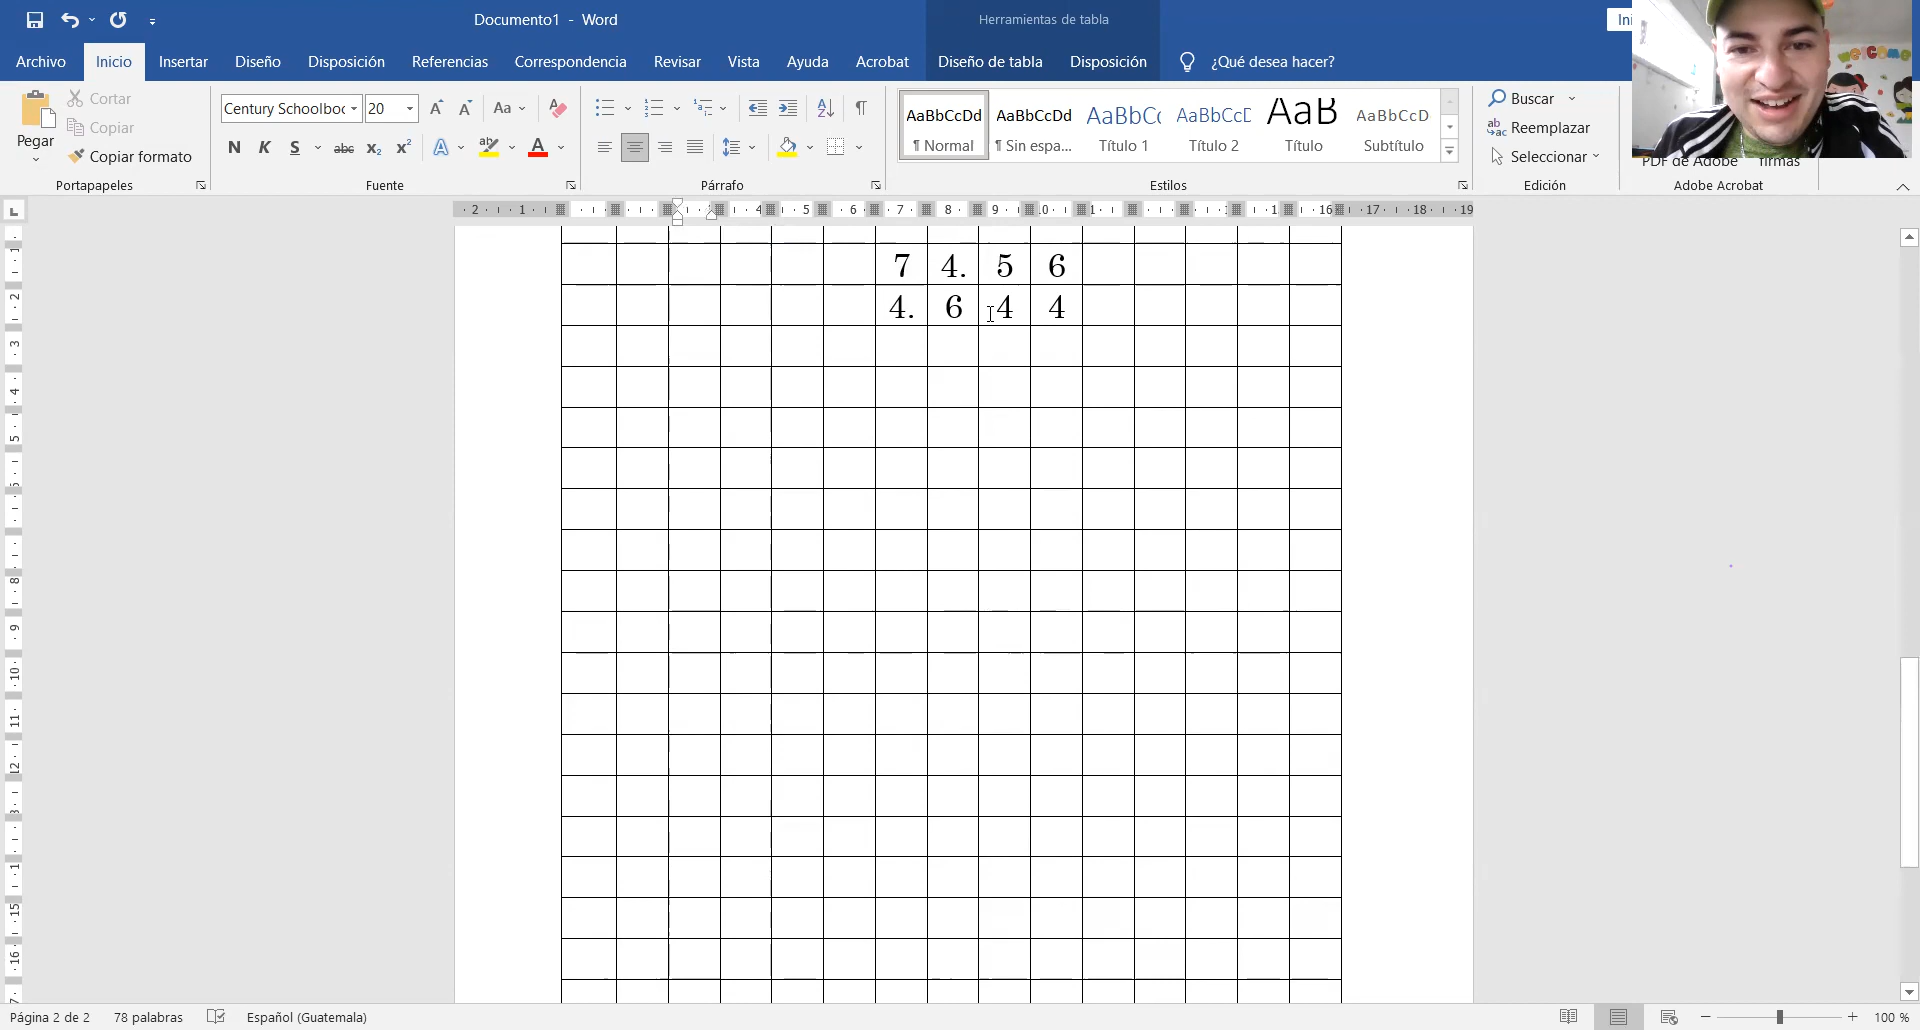 Documento1 - Word
Herramientas de tabla
Archivo Inicio Insertar Diseño Disposición Referencias Correspondencia Revisar Vista Ayuda Acrobat Diseño de tabla Disposición ¿Qué desea hacer?
Pegar
Cortar
Copiar
Copiar formato
Portapapeles
Century Schoolboc 20
Aa
N K S abc x₂ x² A ab A
Fuente
Párrafo
AaBbCcDd AaBbCcDd AaBbCc AaBbCcD AaB AaBbCcD
¶ Normal ¶ Sin espa... Título 1 Título 2 Título Subtítulo
Estilos
Buscar
Reemplazar
Seleccionar
Edición
PDF de Adobe firmas
Adobe Acrobat
welcome
7 4. 5 6
4. 6 4 4
Página 2 de 2 78 palabras Español (Guatemala) 100 %